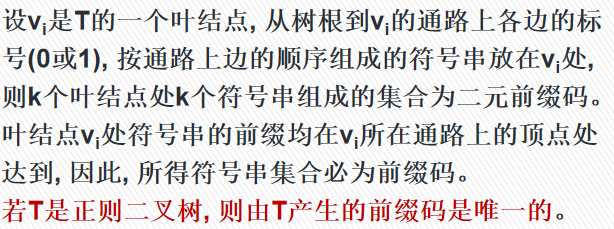 设vi是T的一个叶结点, 从树根到vi的通路上各边的标
号(0或1), 按通路上边的顺序组成的符号串放在vi处,
则k个叶结点处k个符号串组成的集合为二元前缀码。
叶结点vi处符号串的前缀均在vi所在通路上的顶点处
达到, 因此, 所得符号串集合必为前缀码。
若T是正则二叉树, 则由T产生的前缀码是唯一的。